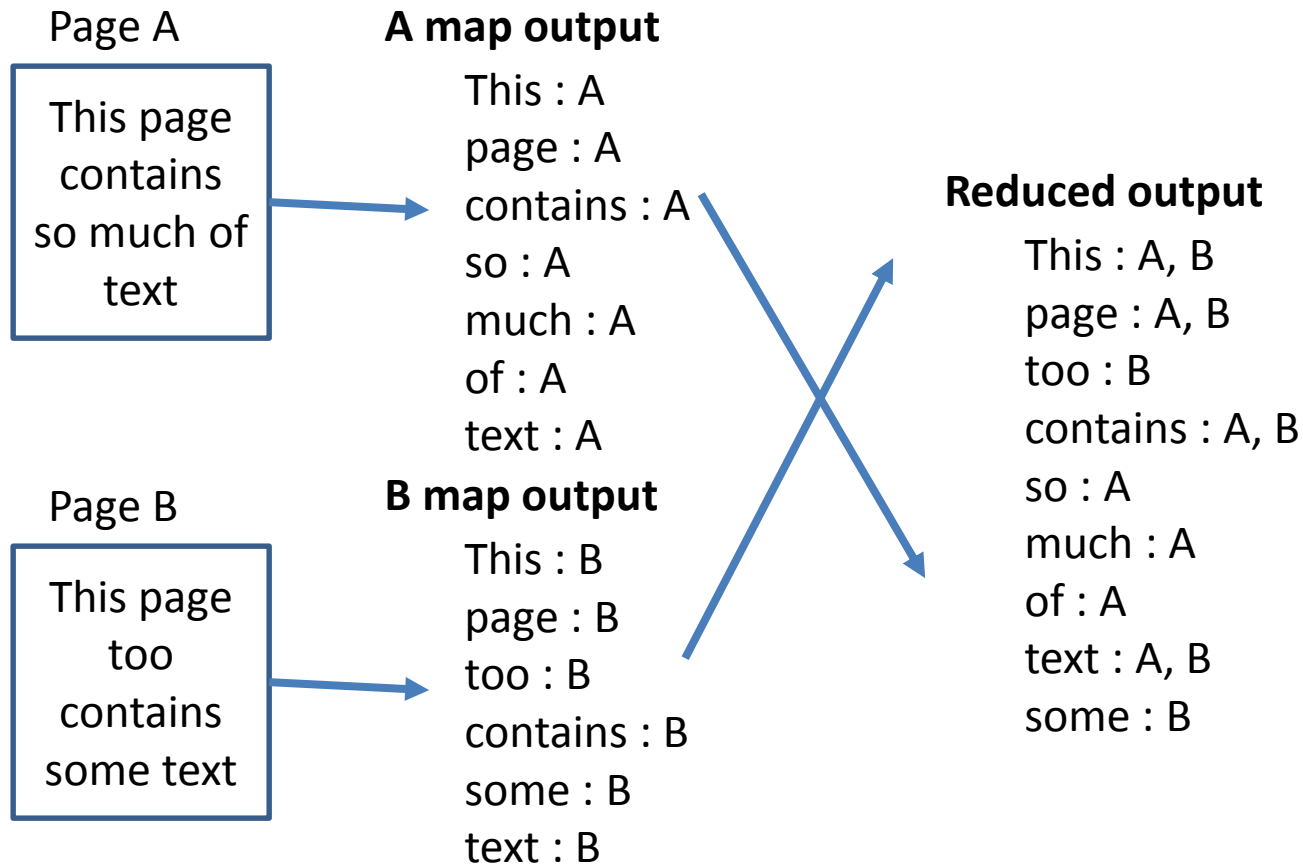 Page A
This page
contains
so much of
text
A map output
This : A
page : A
contains : A
so : A
much : A
of : A
text : A
Page B
This page
too
contains
some text
B map output
This : B
page : B
too : B
contains : B
some : B
text : B
Reduced output
This : A, B
page : A, B
too : B
contains : A, B
so : A
much : A
of : A
text : A, B
some : B